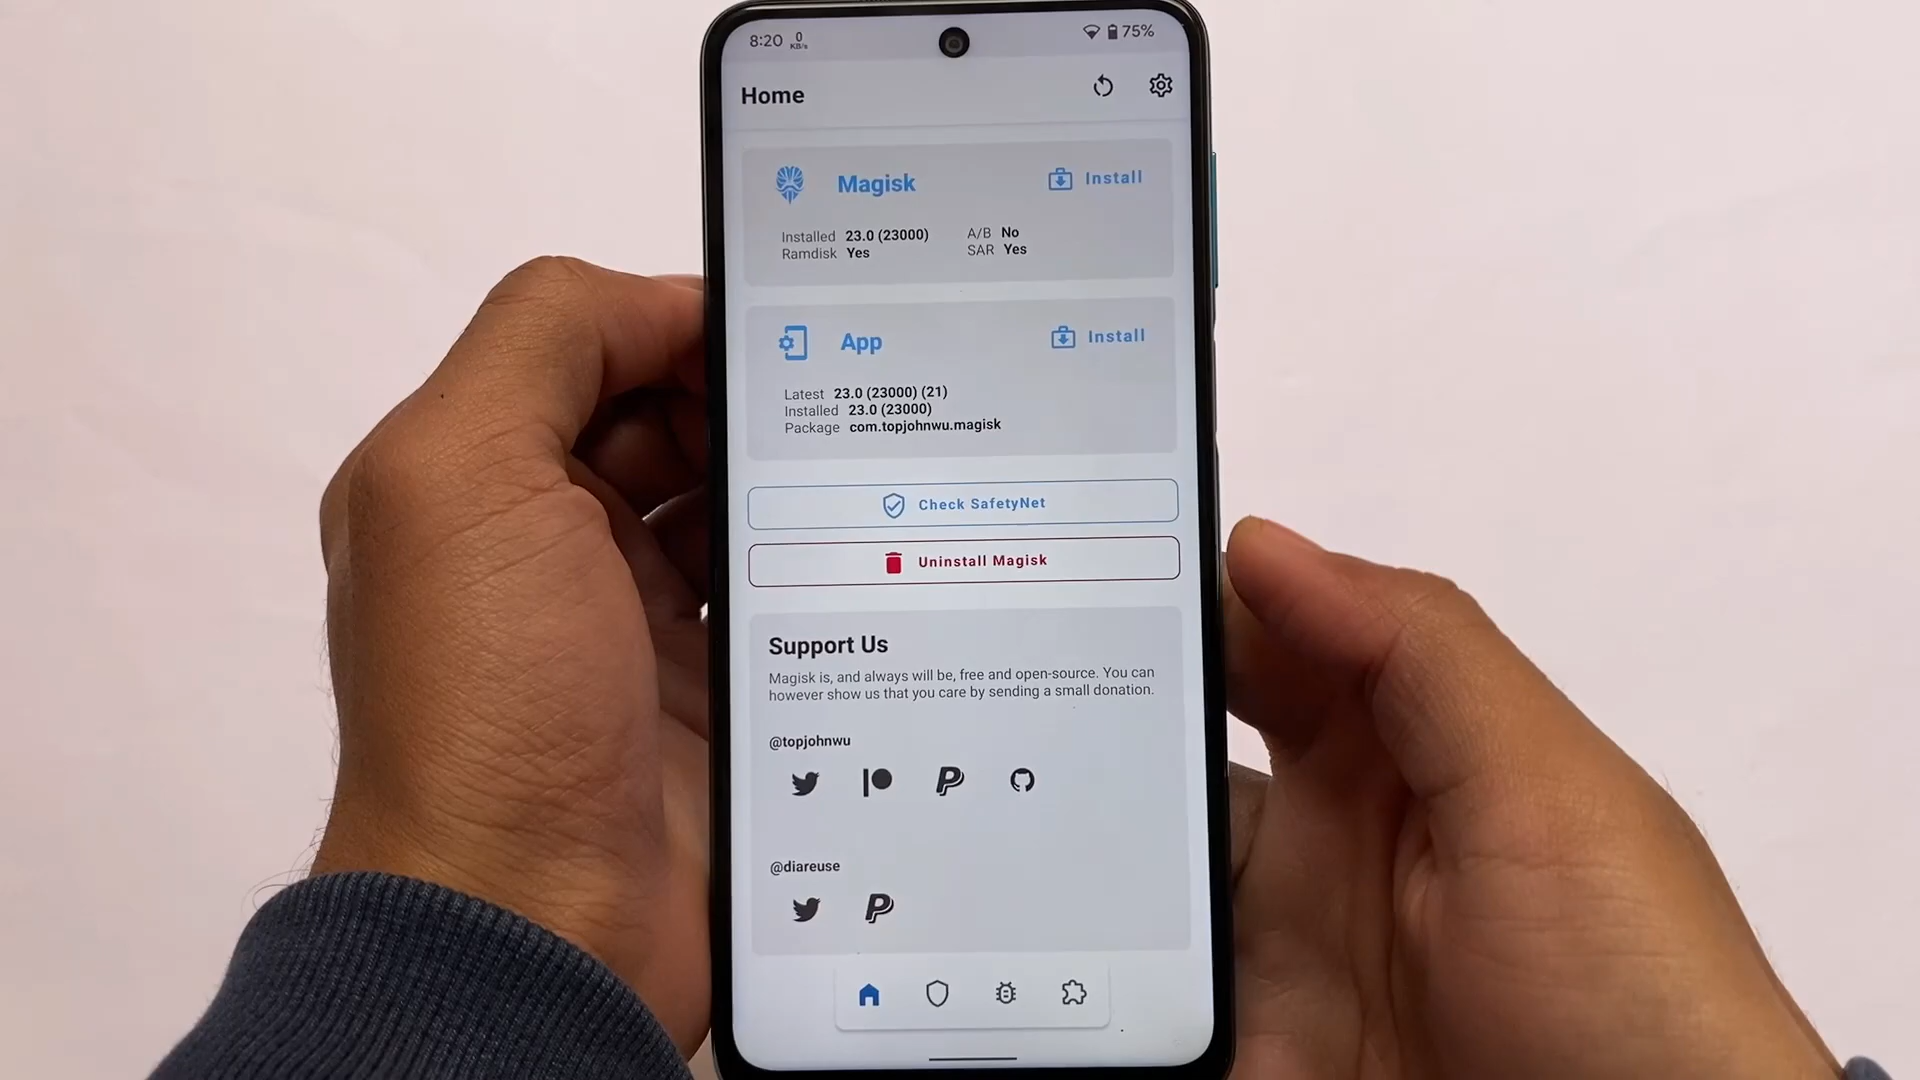 8:20 0 KB/s 75%
Home
Magisk Install
Installed 23.0 (23000) A/B No
Ramdisk Yes SAR Yes
App Install
Latest 23.0 (23000) (21)
Installed 23.0 (23000)
Package com.topjohnwu.magisk
Check SafetyNet
Uninstall Magisk
Support Us
Magisk is, and always will be, free and open-source. You can
however show us that you care by sending a small donation.
@topjohnwu
@diareuse